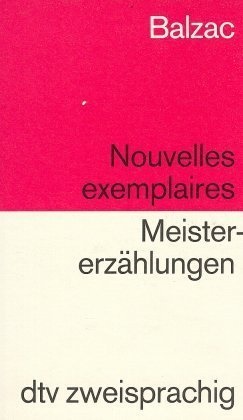 Balzac
Nouvelles
exemplaires
Meister-
erzählungen
dtv zweisprachig